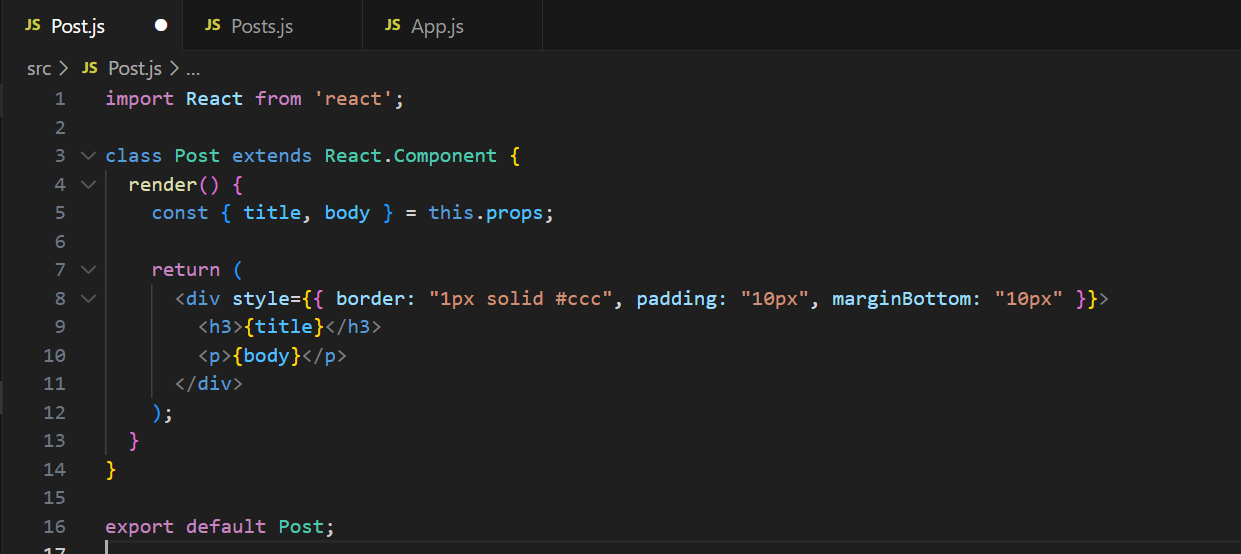 JS Post.js JS Posts.js JS App.js
src > JS Post.js > ...
1 import React from 'react';
2
3 class Post extends React.Component {
4   render() {
5     const { title, body } = this.props;
6
7     return (
8       <div style={{ border: "1px solid #ccc", padding: "10px", marginBottom: "10px" }}>
9         <h3>{title}</h3>
10         <p>{body}</p>
11       </div>
12     );
13   }
14 }
15
16 export default Post;
17